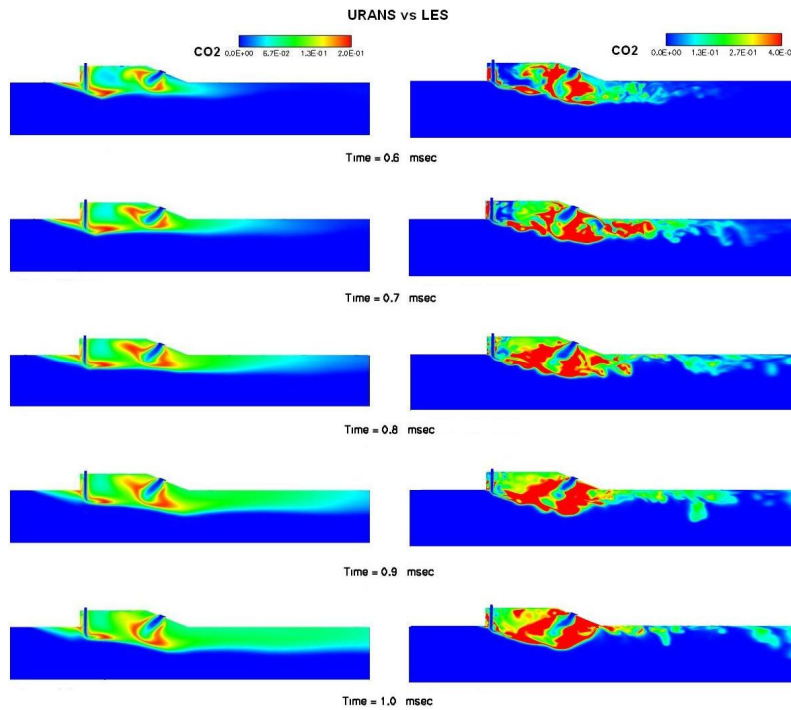 URANS vs LES
CO2 0.0E+00 6.7E-02 1.3E-01 2.0E-01
CO2 0.0E+00 1.3E-01 2.7E-01 4.0E-0
Time = 0.6 msec
Time = 0.7 msec
Time = 0.8 msec
Time = 0.9 msec
Time = 1.0 msec